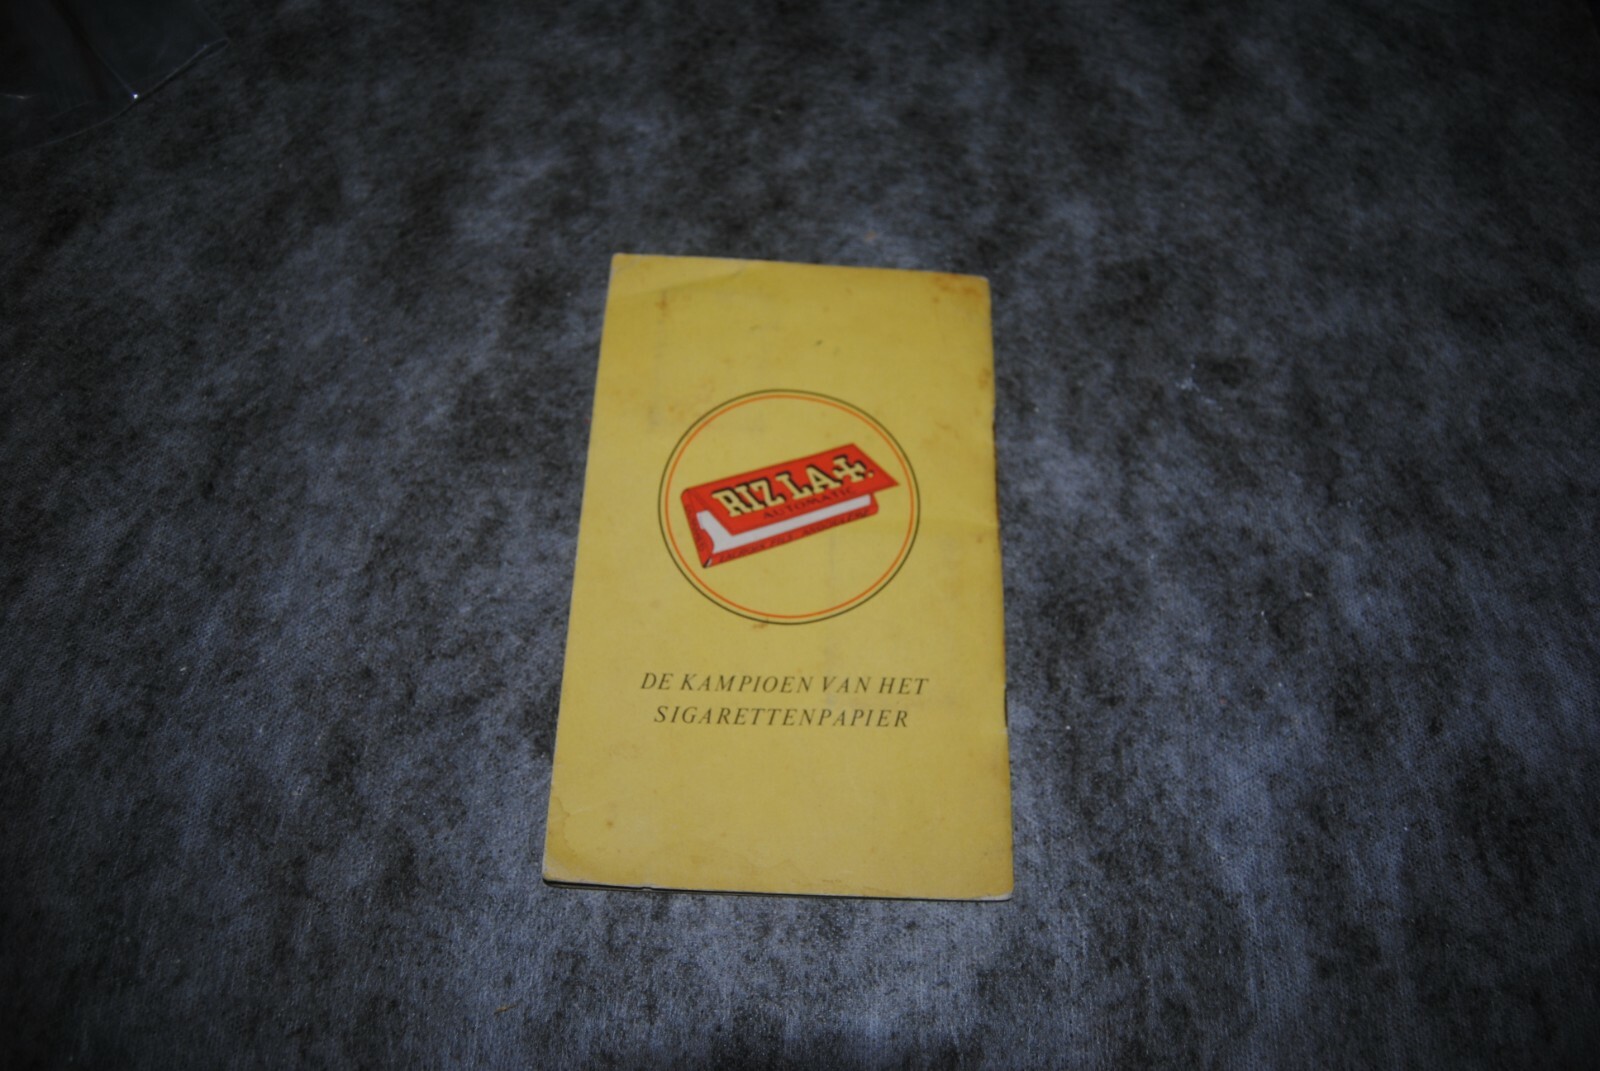 RIZ LA+.
AUTOMATIC
DE KAMPIOEN VAN HET
SIGARETTENPAPIER